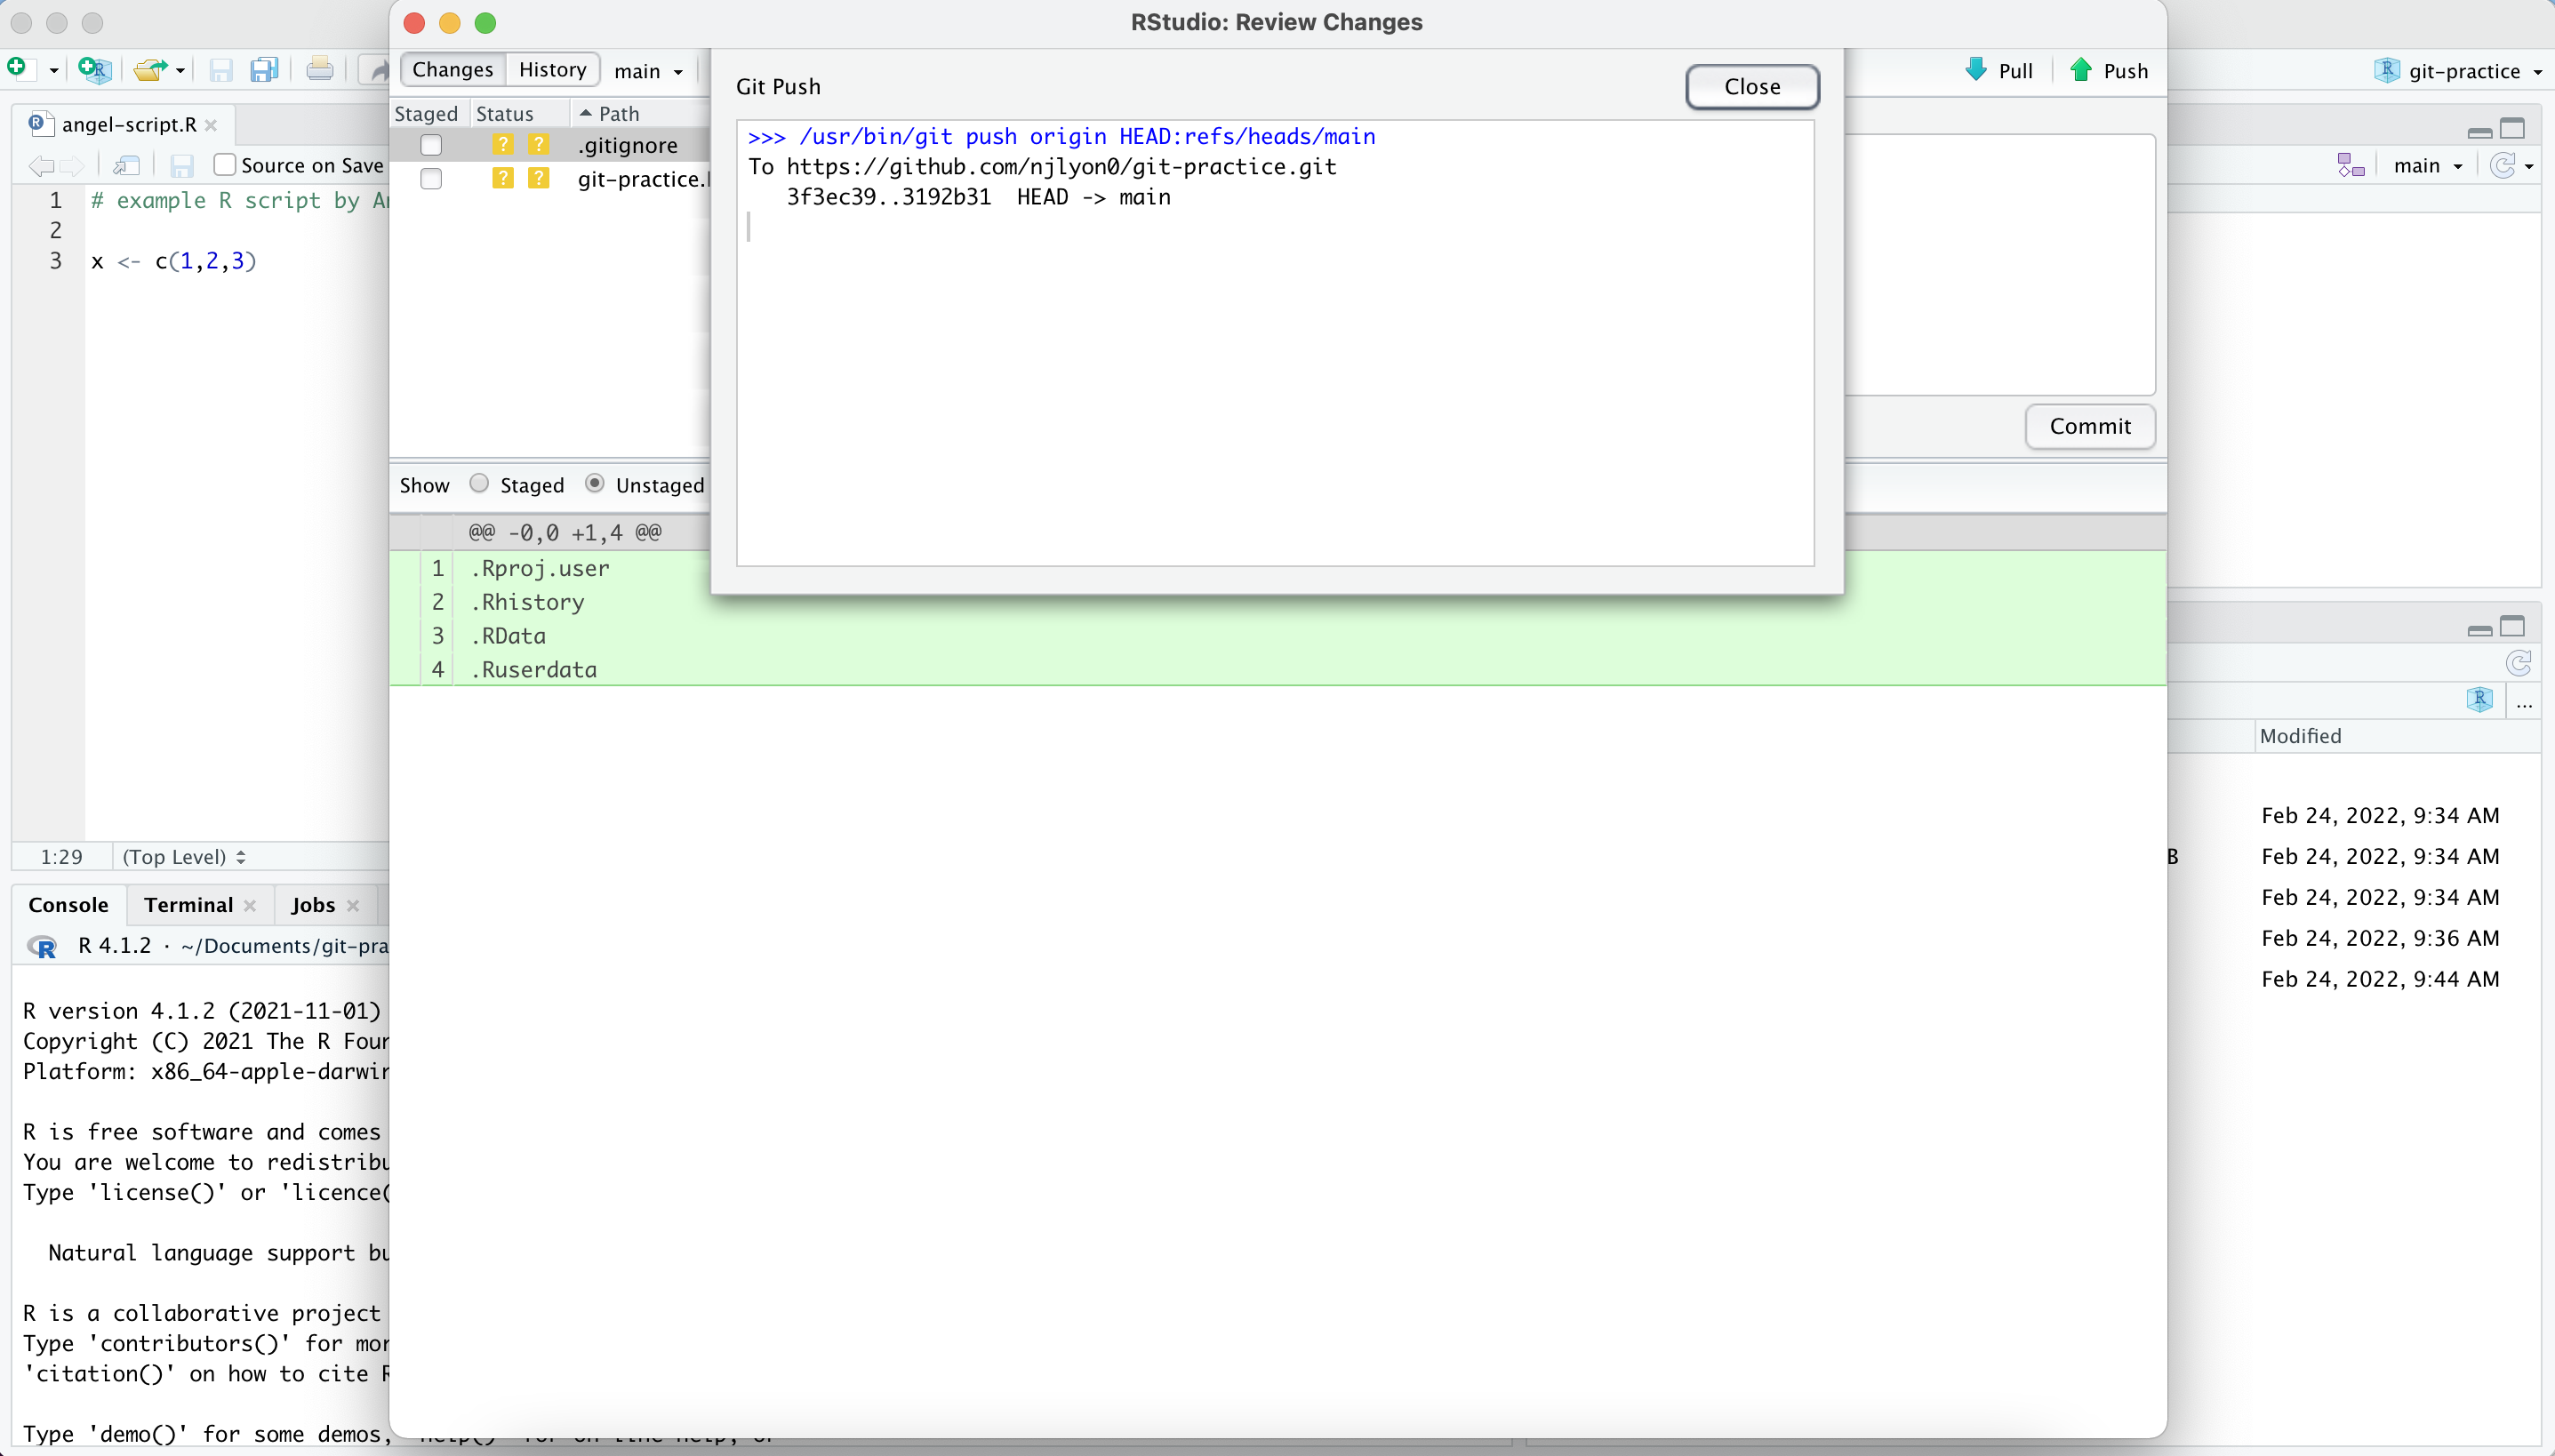 RStudio: Review Changes
Changes History main
Pull Push
git-practice
Git Push
Close
Staged Status Path
.gitignore
git-practice.
>>> /usr/bin/git push origin HEAD:refs/heads/main
To https://github.com/njlyon0/git-practice.git
3f3ec39..3192b31 HEAD -> main
Commit
Show Staged Unstaged
@@ -0,0 +1,4 @@
1 .Rproj.user
2 .Rhistory
3 .RData
4 .Ruserdata
angel-script.R
Source on Save
1 # example R script by
2
3 x <- c(1,2,3)
1:29 (Top Level)
main
Console Terminal Jobs
R 4.1.2 · ~/Documents/git-pra
R version 4.1.2 (2021-11-01)
Copyright (C) 2021 The R
Platform: x86_64-apple-darwin
R is free software and comes
You are welcome to redistribu
Type 'license()' or 'licence(
Natural language support
R is a collaborative project
Type 'contributors()' for
'citation()' on how to cite R
Type 'demo()' for some demos,
Modified
Feb 24, 2022, 9:34 AM
B Feb 24, 2022, 9:34 AM
Feb 24, 2022, 9:34 AM
Feb 24, 2022, 9:36 AM
Feb 24, 2022, 9:44 AM
...